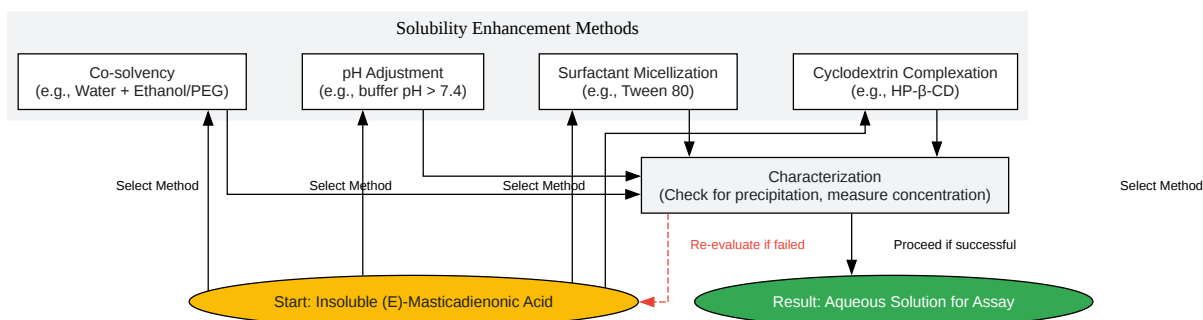 Solubility Enhancement Methods
Co-solvency
(e.g., Water + Ethanol/PEG)
pH Adjustment
(e.g., buffer pH > 7.4)
Surfactant Micellization
(e.g., Tween 80)
Cyclodextrin Complexation
(e.g., HP-β-CD)
Select Method
Select Method
Select Method
Select Method
Characterization
(Check for precipitation, measure concentration)
Re-evaluate if failed
Proceed if successful
Start: Insoluble (E)-Masticadienonic Acid
Result: Aqueous Solution for Assay